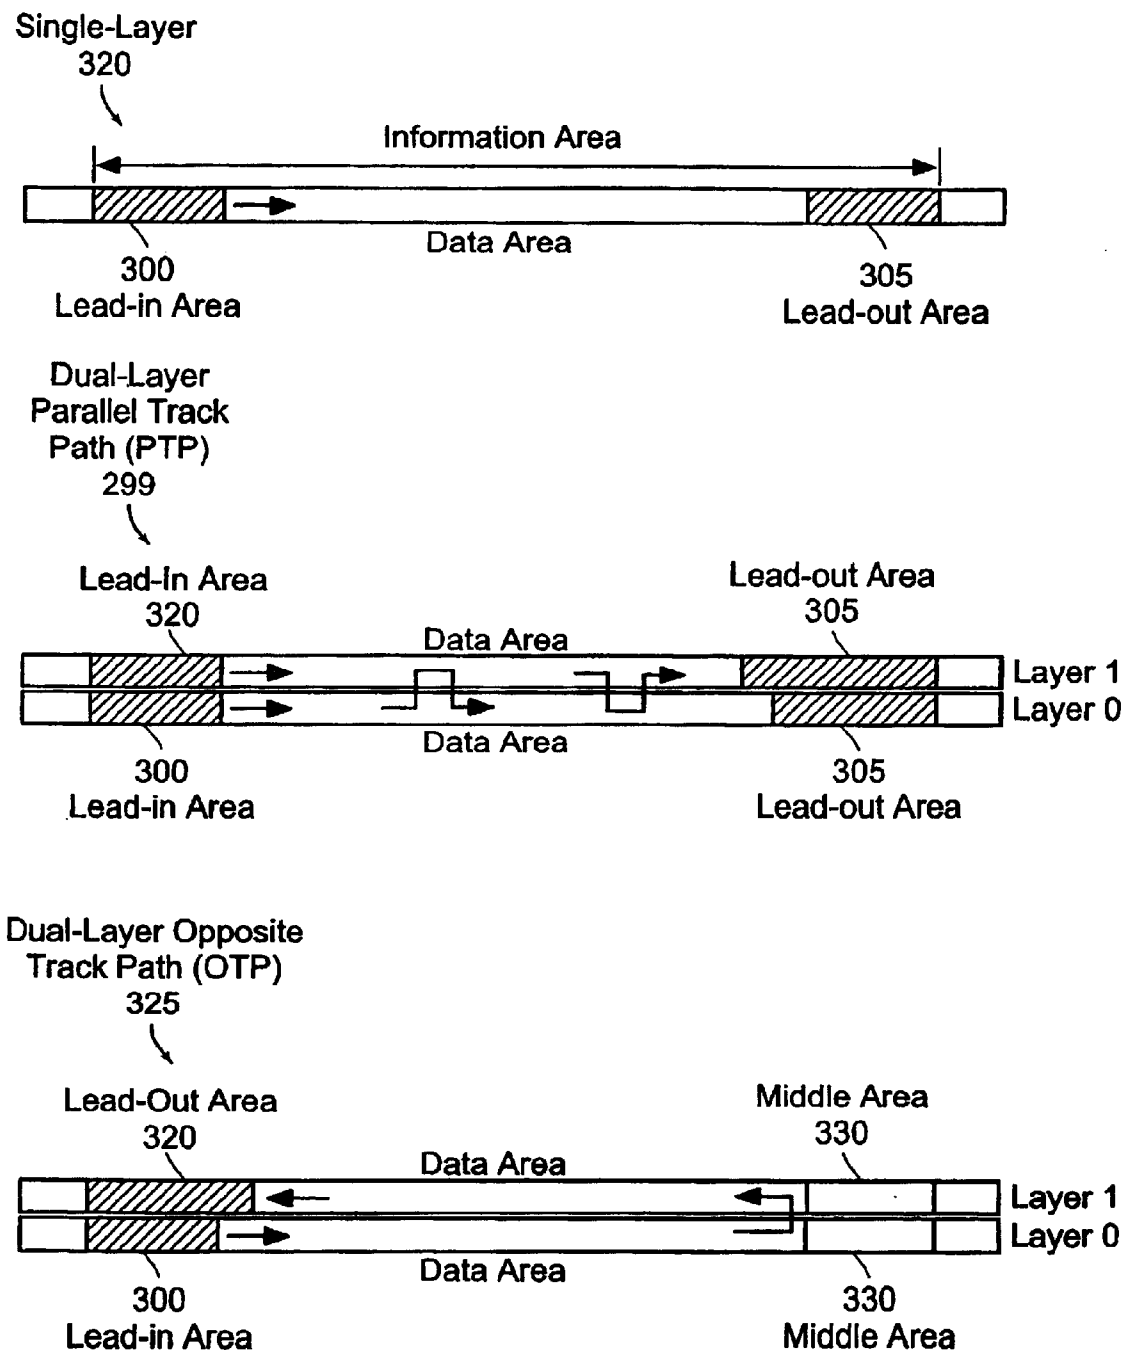 Single-Layer
320
Information Area
Data Area
300
Lead-in Area
305
Lead-out Area
Dual-Layer
Parallel Track
Path (PTP)
299
Lead-In Area
320
Lead-out Area
305
Data Area
Layer 1
Layer 0
Data Area
300
Lead-in Area
305
Lead-out Area
Dual-Layer Opposite
Track Path (OTP)
325
Lead-Out Area
320
Middle Area
330
Data Area
Layer 1
Layer 0
Data Area
300
Lead-in Area
330
Middle Area